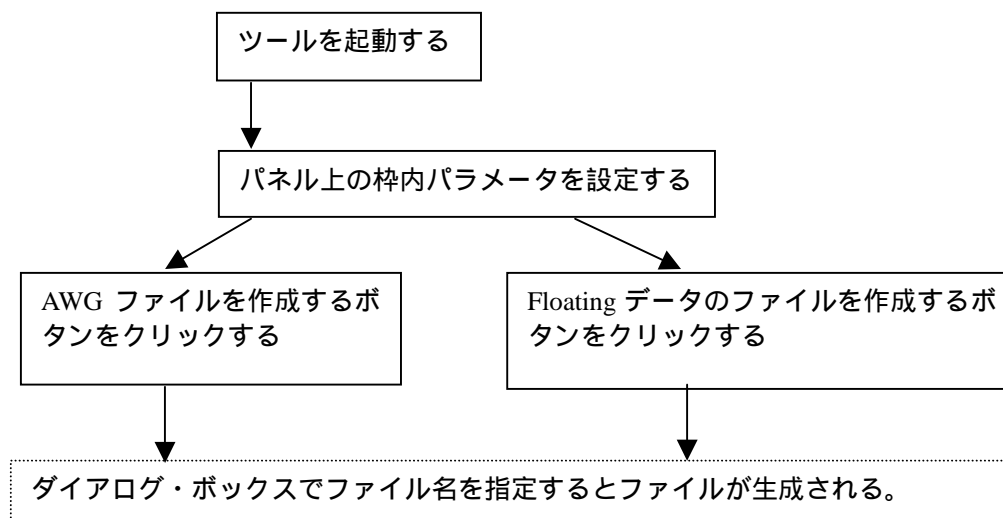 ツールを起動する
パネル上の枠内パラメータを設定する
AWG ファイルを作成するボ
タンをクリックする
Floating データのファイルを作成するボ
タンをクリックする
ダイアログ・ボックスでファイル名を指定するとファイルが生成される。